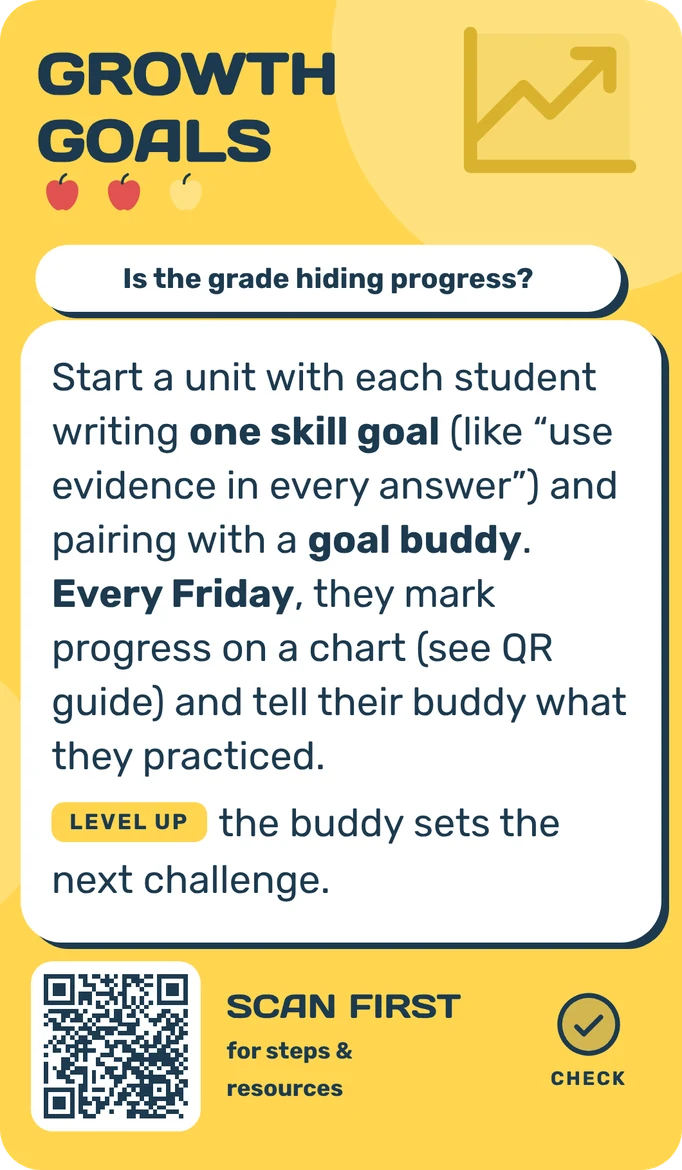 GROWTH
GOALS
Is the grade hiding progress?
Start a unit with each student
writing one skill goal (like “use
evidence in every answer”) and
pairing with a goal buddy.
Every Friday, they mark
progress on a chart (see QR
guide) and tell their buddy what
they practiced.
LEVEL UP the buddy sets the
next challenge.
SCAN FIRST
for steps &
resources
CHECK